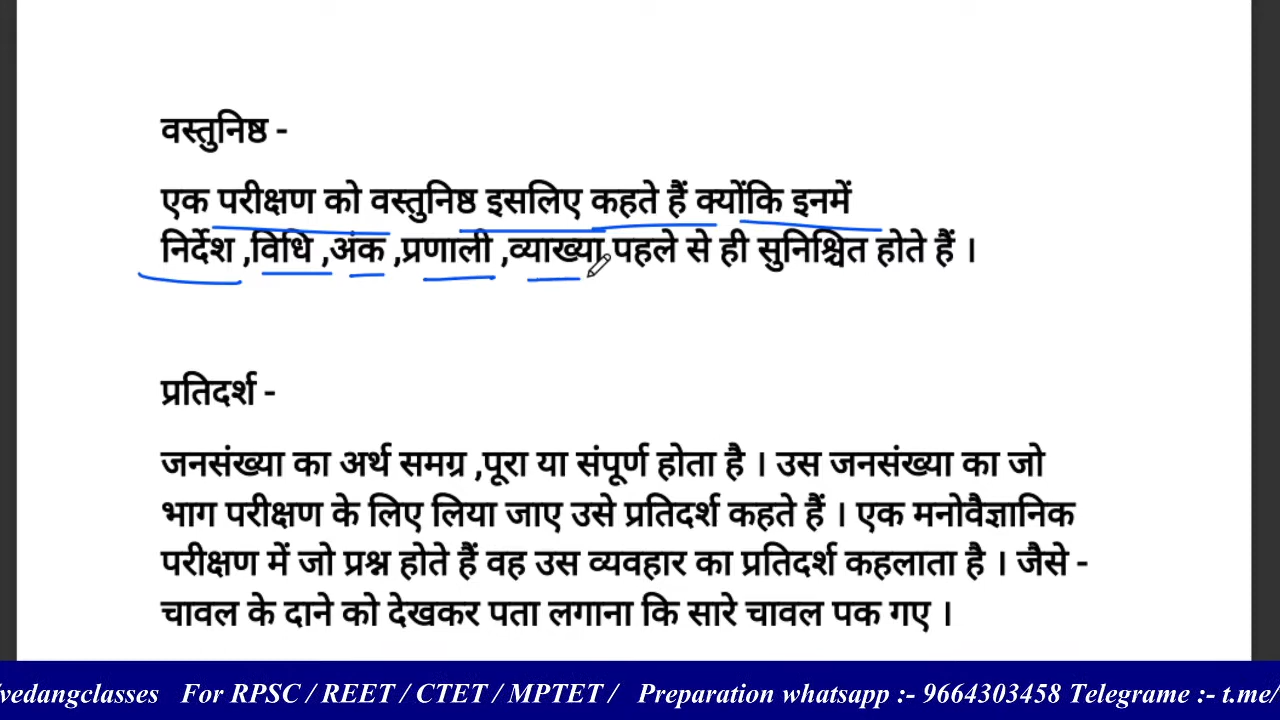 वस्तुनिष्ठ -
एक परीक्षण को वस्तुनिष्ठ इसलिए कहते हैं क्योंकि इनमें
निर्देश ,विधि ,अंक ,प्रणाली ,व्याख्या पहले से ही सुनिश्चित होते हैं ।
प्रतिदर्श -
जनसंख्या का अर्थ समग्र ,पूरा या संपूर्ण होता है । उस जनसंख्या का जो
भाग परीक्षण के लिए लिया जाए उसे प्रतिदर्श कहते हैं । एक मनोवैज्ञानिक
परीक्षण में जो प्रश्न होते हैं वह उस व्यवहार का प्रतिदर्श कहलाता है । जैसे -
चावल के दाने को देखकर पता लगाना कि सारे चावल पक गए ।
/vedangclasses For RPSC / REET / CTET / MPTET / Preparation whatsapp :- 9664303458 Telegrame :- t.me/